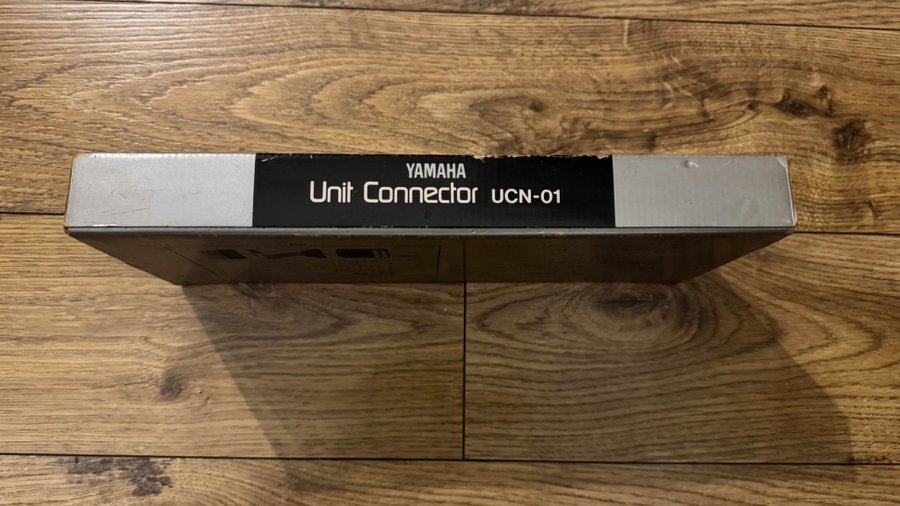 YAMAHA
Unit Connector UCN-01